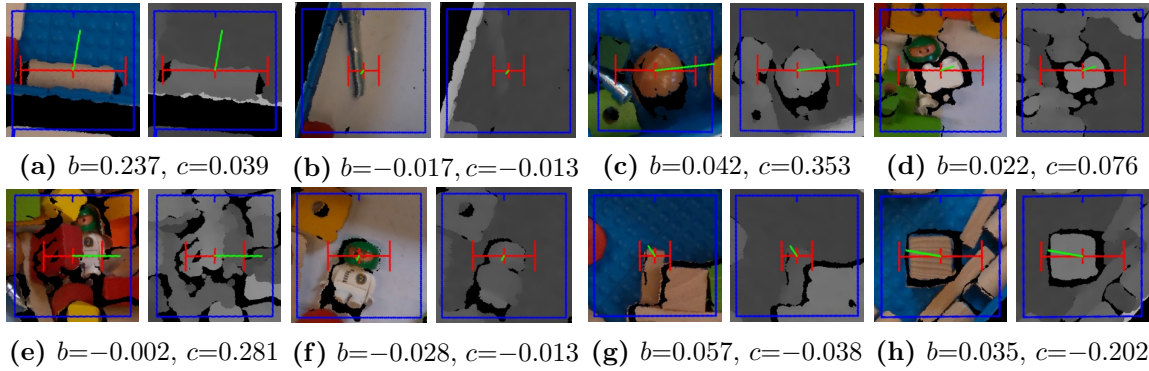 (a) b=0.237, c=0.039 (b) b=−0.017, c=−0.013 (c) b=0.042, c=0.353 (d) b=0.022, c=0.076
(e) b=−0.002, c=0.281 (f) b=−0.028, c=−0.013 (g) b=0.057, c=−0.038 (h) b=0.035, c=−0.202